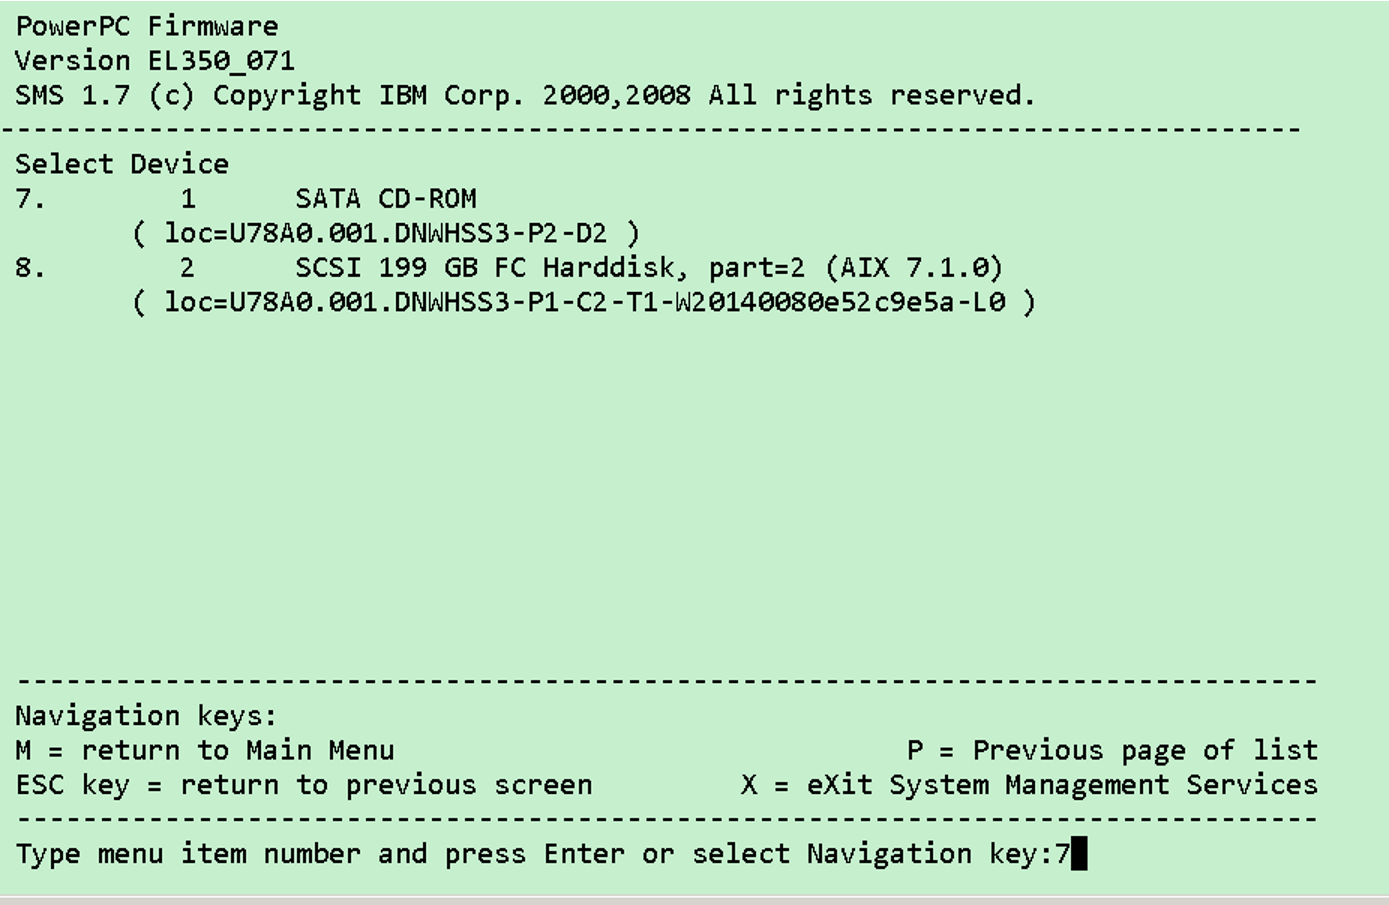 PowerPC Firmware
Version EL350_071
SMS 1.7 (c) Copyright IBM Corp. 2000,2008 All rights reserved.
-------------------------------------------------------------------------------
Select Device
7. 1 SATA CD-ROM
( loc=U78A0.001.DNWHSS3-P2-D2 )
8. 2 SCSI 199 GB FC Harddisk, part=2 (AIX 7.1.0)
( loc=U78A0.001.DNWHSS3-P1-C2-T1-W20140080e52c9e5a-L0 )
-------------------------------------------------------------------------------
Navigation keys:
M = return to Main Menu P = Previous page of list
ESC key = return to previous screen X = eXit System Management Services
-------------------------------------------------------------------------------
Type menu item number and press Enter or select Navigation key:7